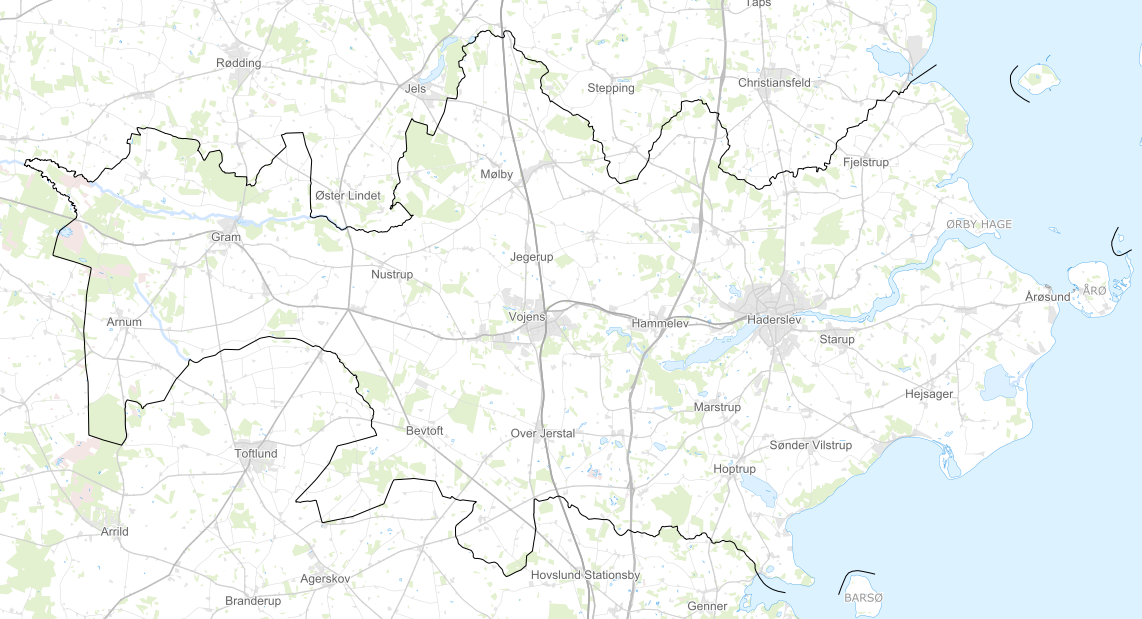 Taps
Rødding
Jels
Stepping
Christiansfeld
Mølby
Fjelstrup
Øster Lindet
ØRBY HAGE
Gram
Jegerup
Nustrup
ÅRØ
Årøsund
Arnum
Vojens
Hammelev
Haderslev
Starup
Hejsager
Marstrup
Bevtoft
Over Jerstal
Sønder Vilstrup
Toftlund
Hoptrup
Arrild
Hovslund Stationsby
Agerskov
Branderup
Genner
BARSØ